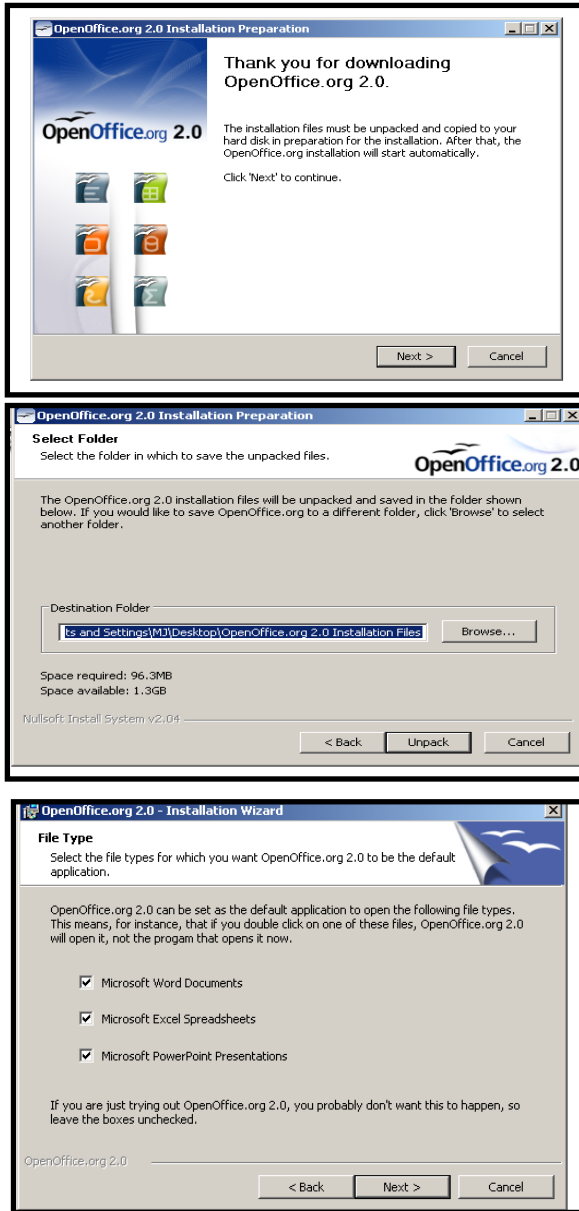 OpenOffice.org 2.0 Installation Preparation
Thank you for downloading
OpenOffice.org 2.0.
OpenOffice.org 2.0
The installation files must be unpacked and copied to your
hard disk in preparation for the installation. After that, the
OpenOffice.org installation will start automatically.
Click 'Next' to continue.
Next > Cancel
OpenOffice.org 2.0 Installation Preparation
Select Folder
Select the folder in which to save the unpacked files.
OpenOffice.org 2.0
The OpenOffice.org 2.0 installation files will be unpacked and saved in the folder shown
below. If you would like to save OpenOffice.org to a different folder, click 'Browse' to select
another folder.
Destination Folder
ts and Settings\MJ\Desktop\OpenOffice.org 2.0 Installation Files Browse...
Space required: 96.3MB
Space available: 1.3GB
Nullsoft Install System v2.04
< Back Unpack Cancel
OpenOffice.org 2.0 - Installation Wizard
File Type
Select the file types for which you want OpenOffice.org 2.0 to be the default
application.
OpenOffice.org 2.0 can be set as the default application to open the following file types.
This means, for instance, that if you double click on one of these files, OpenOffice.org 2.0
will open it, not the progam that opens it now.
Microsoft Word Documents
Microsoft Excel Spreadsheets
Microsoft PowerPoint Presentations
If you are just trying out OpenOffice.org 2.0, you probably don't want this to happen, so
leave the boxes unchecked.
OpenOffice.org 2.0
< Back Next > Cancel